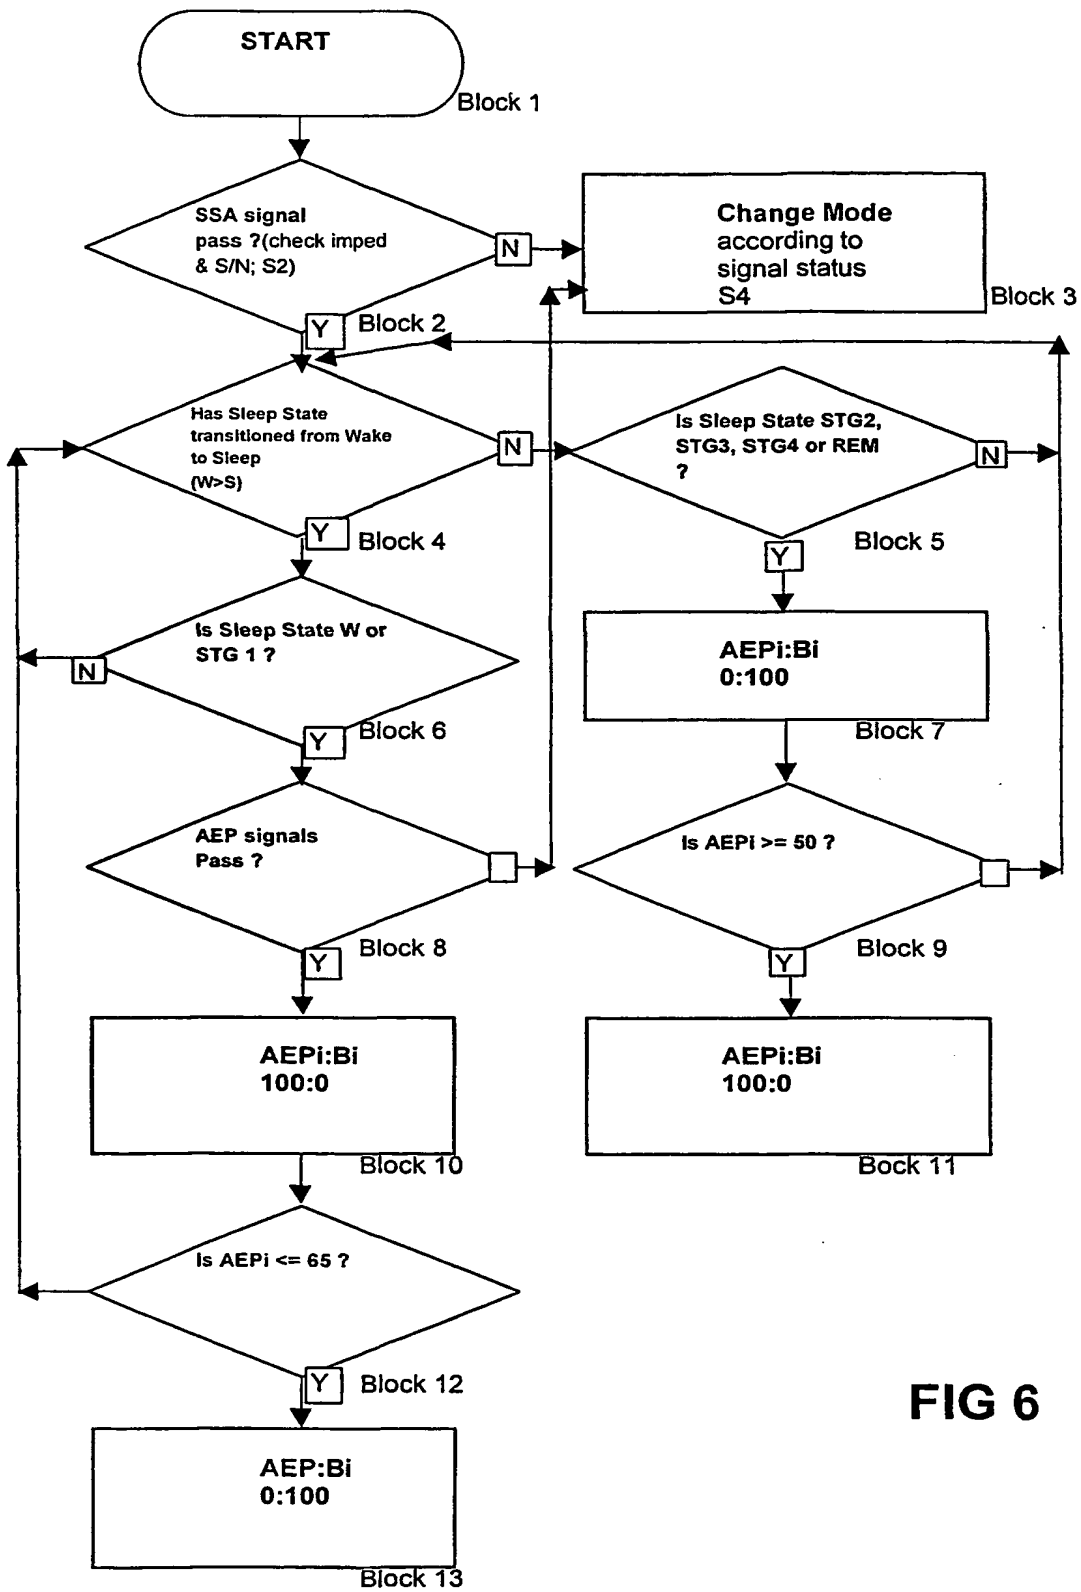 START
Block 1
SSA signal
pass ?(check imped
& S/N; S2)
N
Y
Block 2
Change Mode
according to
signal status
S4
Block 3
Has Sleep State
transitioned from Wake
to Sleep
(W>S)
N
Y
Block 4
Is Sleep State STG2,
STG3, STG4 or REM
?
N
Y
Block 5
Is Sleep State W or
STG 1 ?
N
Y
Block 6
AEPi:Bi
0:100
Block 7
AEP signals
Pass ?
Y
Block 8
Is AEPi >= 50 ?
Y
Block 9
AEPi:Bi
100:0
Block 10
AEPi:Bi
100:0
Bock 11
Is AEPi <= 65 ?
Y
Block 12
AEP:Bi
0:100
Block 13
FIG 6